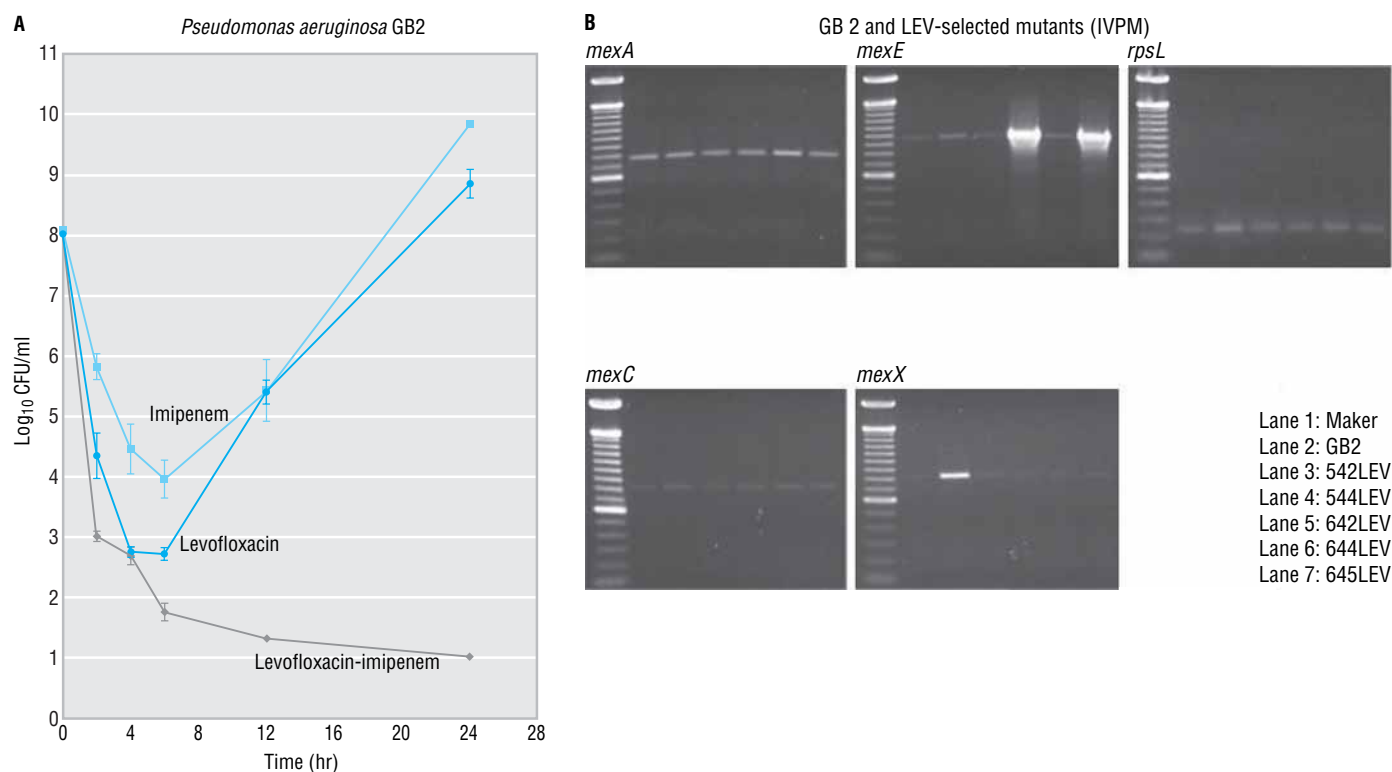 A
Pseudomonas aeruginosa GB2
11
10
9
8
7
6
5
4
3
2
1
0
Log10 CFU/ml
Imipenem
Levofloxacin
Levofloxacin-imipenem
0 4 8 12 16 20 24 28
Time (hr)
B
GB 2 and LEV-selected mutants (IVPM)
mexA mexE rpsL
mexC mexX
Lane 1: Maker
Lane 2: GB2
Lane 3: 542LEV
Lane 4: 544LEV
Lane 5: 642LEV
Lane 6: 644LEV
Lane 7: 645LEV